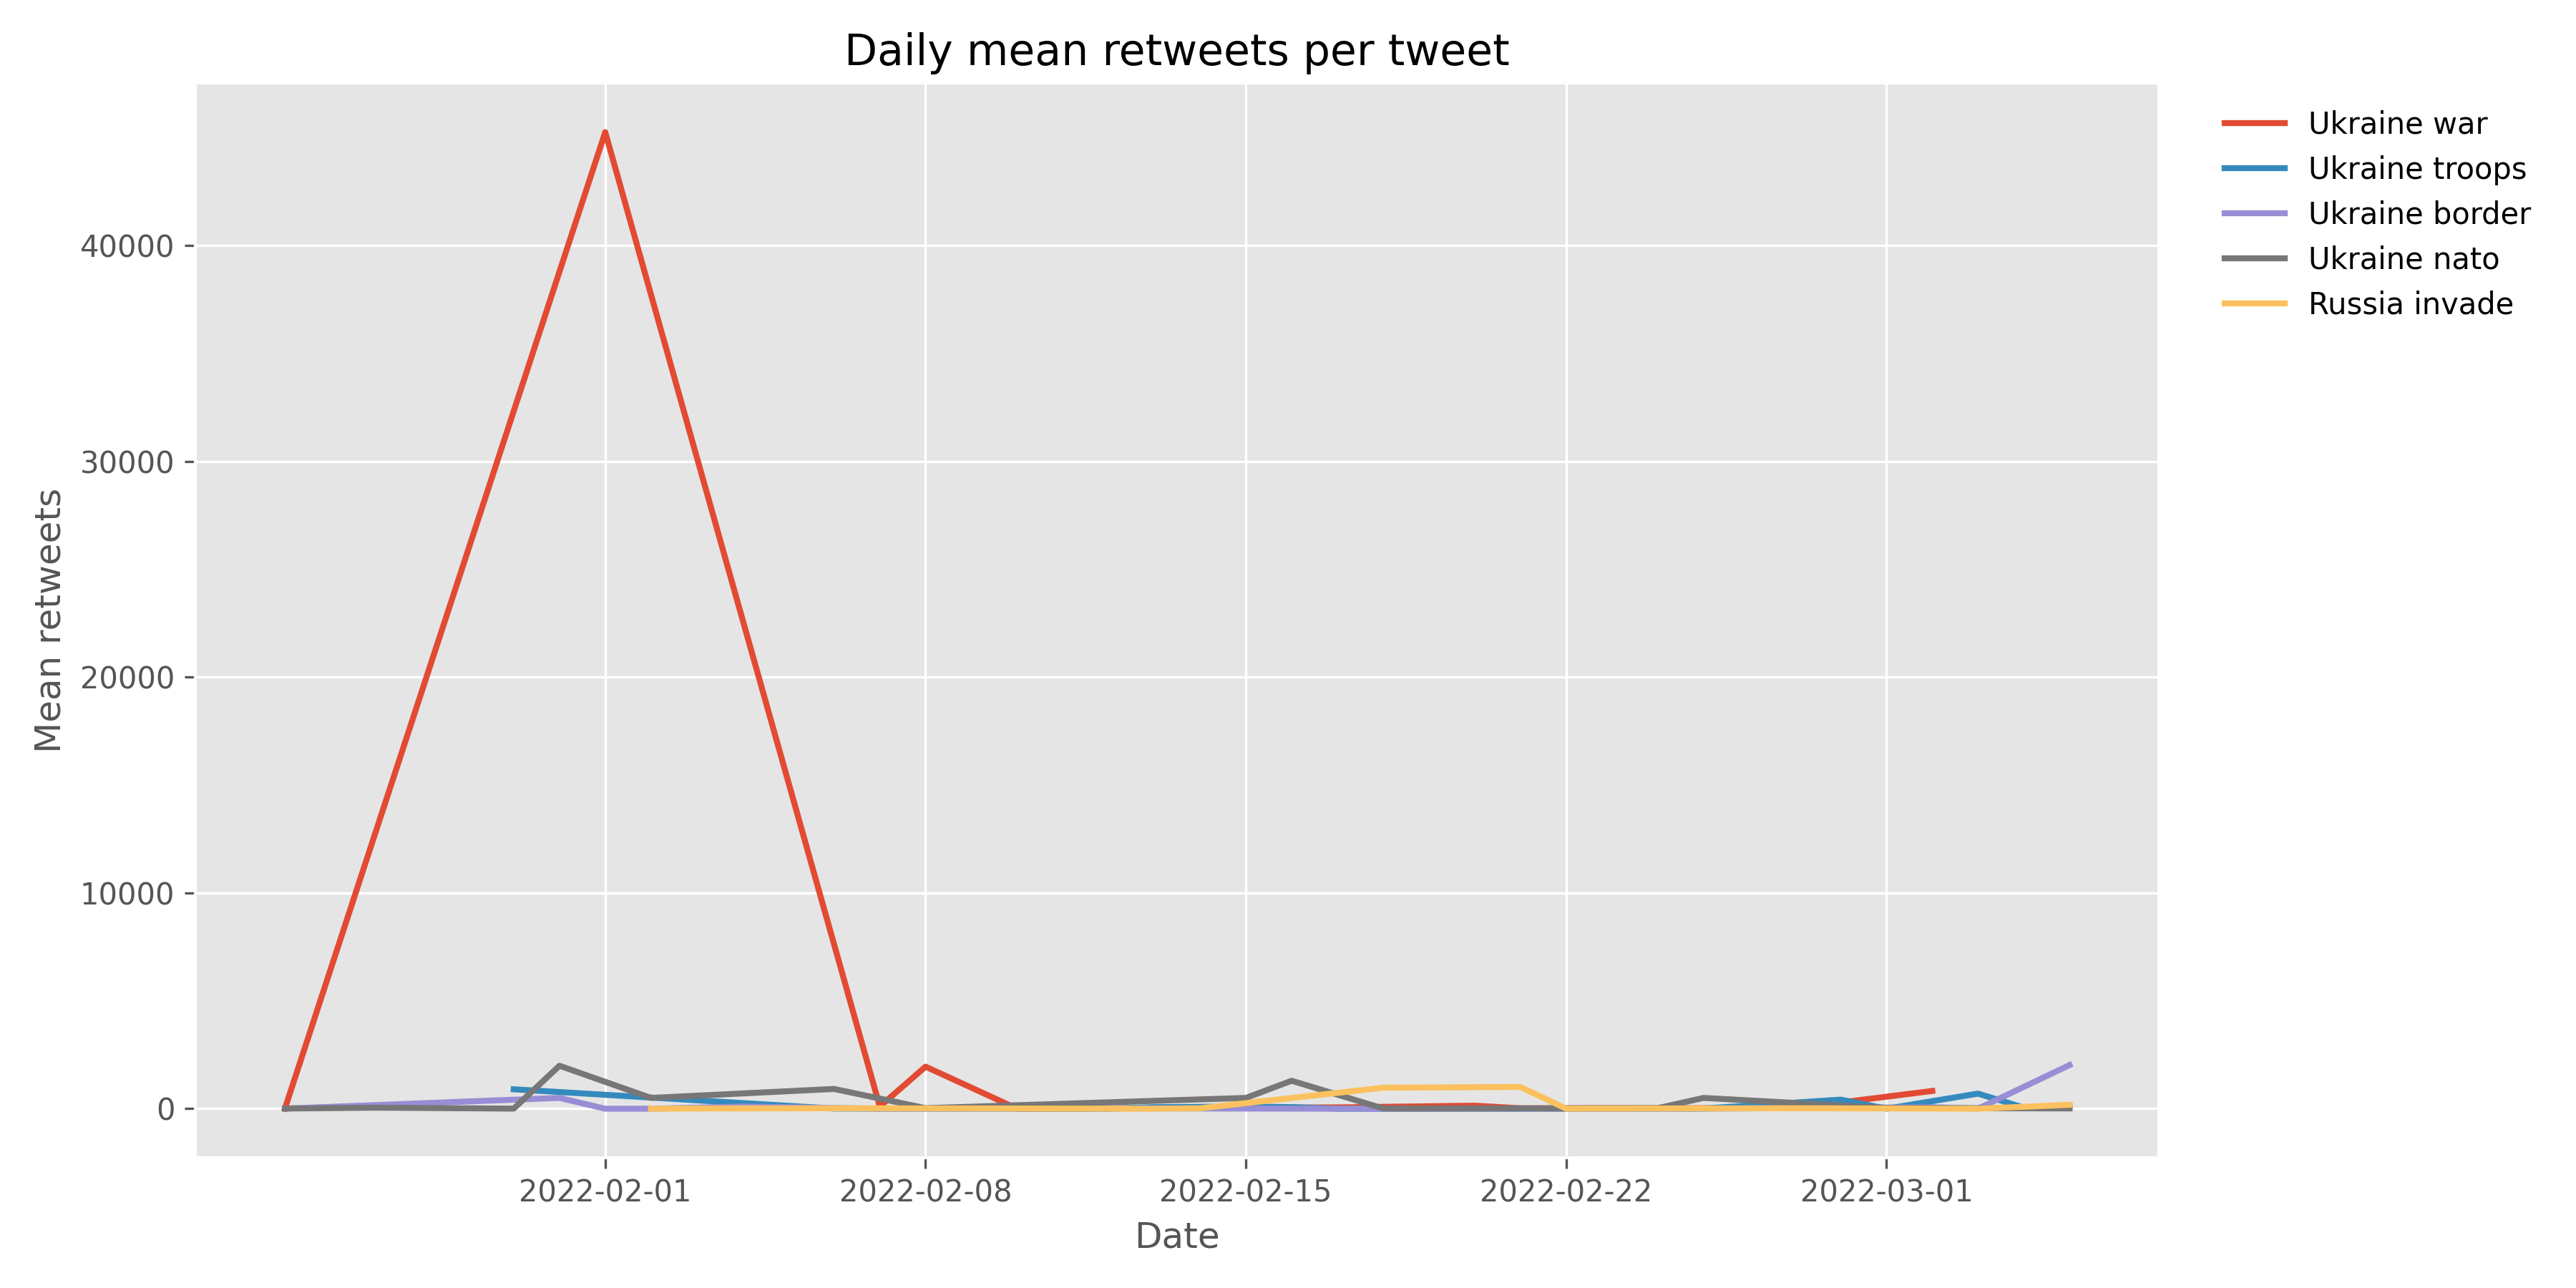 Daily mean retweets per tweet
Ukraine war
Ukraine troops
Ukraine border
Ukraine nato
Russia invade
40000
30000
20000
10000
0
Mean retweets
2022-02-01 2022-02-08 2022-02-15 2022-02-22 2022-03-01
Date